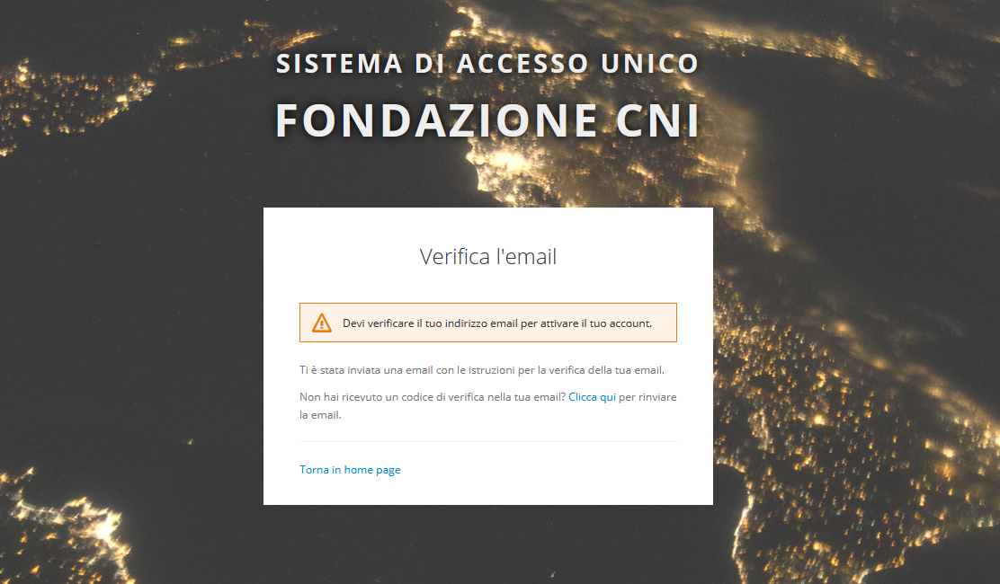 SISTEMA DI ACCESSO UNICO
FONDAZIONE CNI
Verifica l'email
Devi verificare il tuo indirizzo email per attivare il tuo account.
Ti è stata inviata una email con le istruzioni per la verifica della tua email.
Non hai ricevuto un codice di verifica nella tua email? Clicca qui per rinviare
la email.
Torna in home page